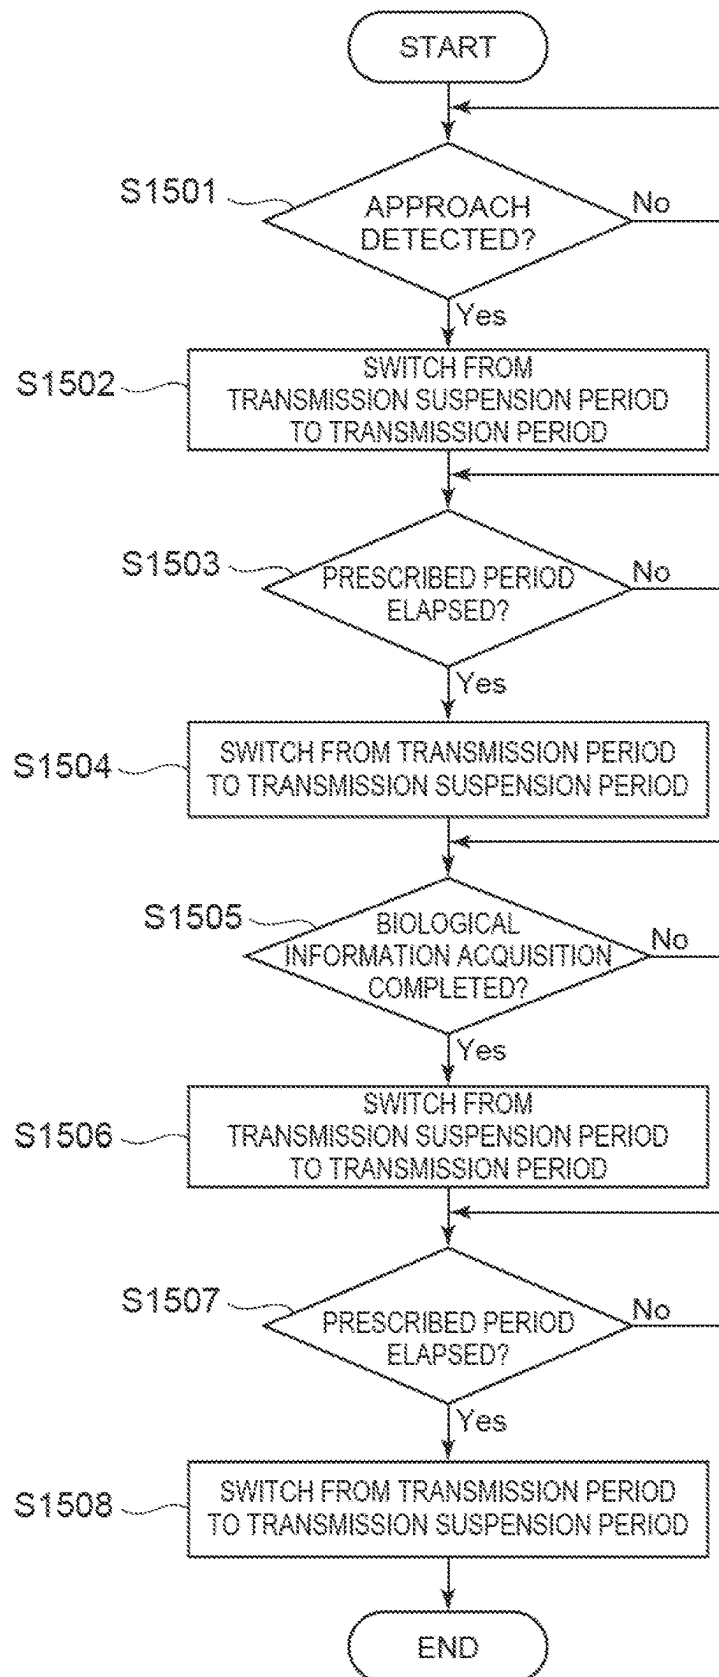 START
S1501
APPROACH
DETECTED?
No
Yes
S1502
SWITCH FROM
TRANSMISSION SUSPENSION PERIOD
TO TRANSMISSION PERIOD
S1503
PRESCRIBED PERIOD
ELAPSED?
No
Yes
S1504
SWITCH FROM TRANSMISSION PERIOD
TO TRANSMISSION SUSPENSION PERIOD
S1505
BIOLOGICAL
INFORMATION ACQUISITION
COMPLETED?
No
Yes
S1506
SWITCH FROM
TRANSMISSION SUSPENSION PERIOD
TO TRANSMISSION PERIOD
S1507
PRESCRIBED PERIOD
ELAPSED?
No
Yes
S1508
SWITCH FROM TRANSMISSION PERIOD
TO TRANSMISSION SUSPENSION PERIOD
END